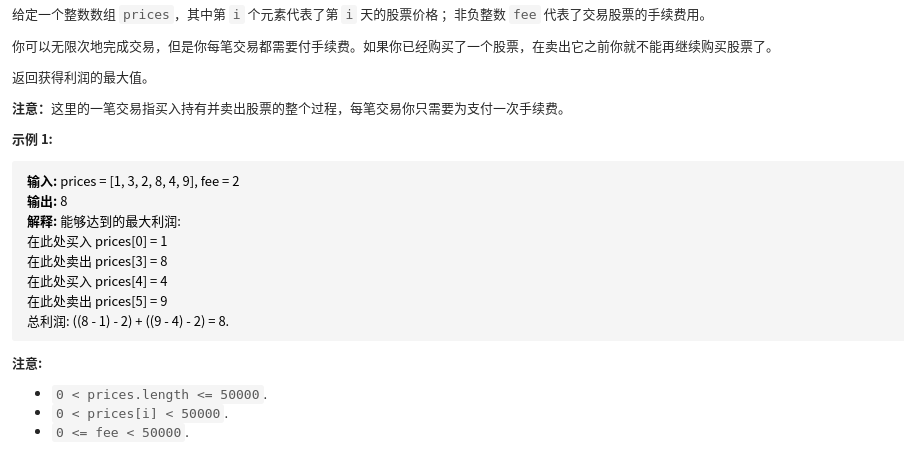 给定一个整数数组 prices，其中第 i 个元素代表了第 i 天的股票价格 ；非负整数 fee 代表了交易股票的手续费用。
你可以无限次地完成交易，但是你每笔交易都需要付手续费。如果你已经购买了一个股票，在卖出它之前你就不能再继续购买股票了。
返回获得利润的最大值。
注意：这里的一笔交易指买入持有并卖出股票的整个过程，每笔交易你只需要为支付一次手续费。
示例 1:
输入: prices = [1, 3, 2, 8, 4, 9], fee = 2
输出: 8
解释: 能够达到的最大利润:
在此处买入 prices[0] = 1
在此处卖出 prices[3] = 8
在此处买入 prices[4] = 4
在此处卖出 prices[5] = 9
总利润: ((8 - 1) - 2) + ((9 - 4) - 2) = 8.
注意:
• 0 < prices.length <= 50000.
• 0 < prices[i] < 50000.
• 0 <= fee < 50000.